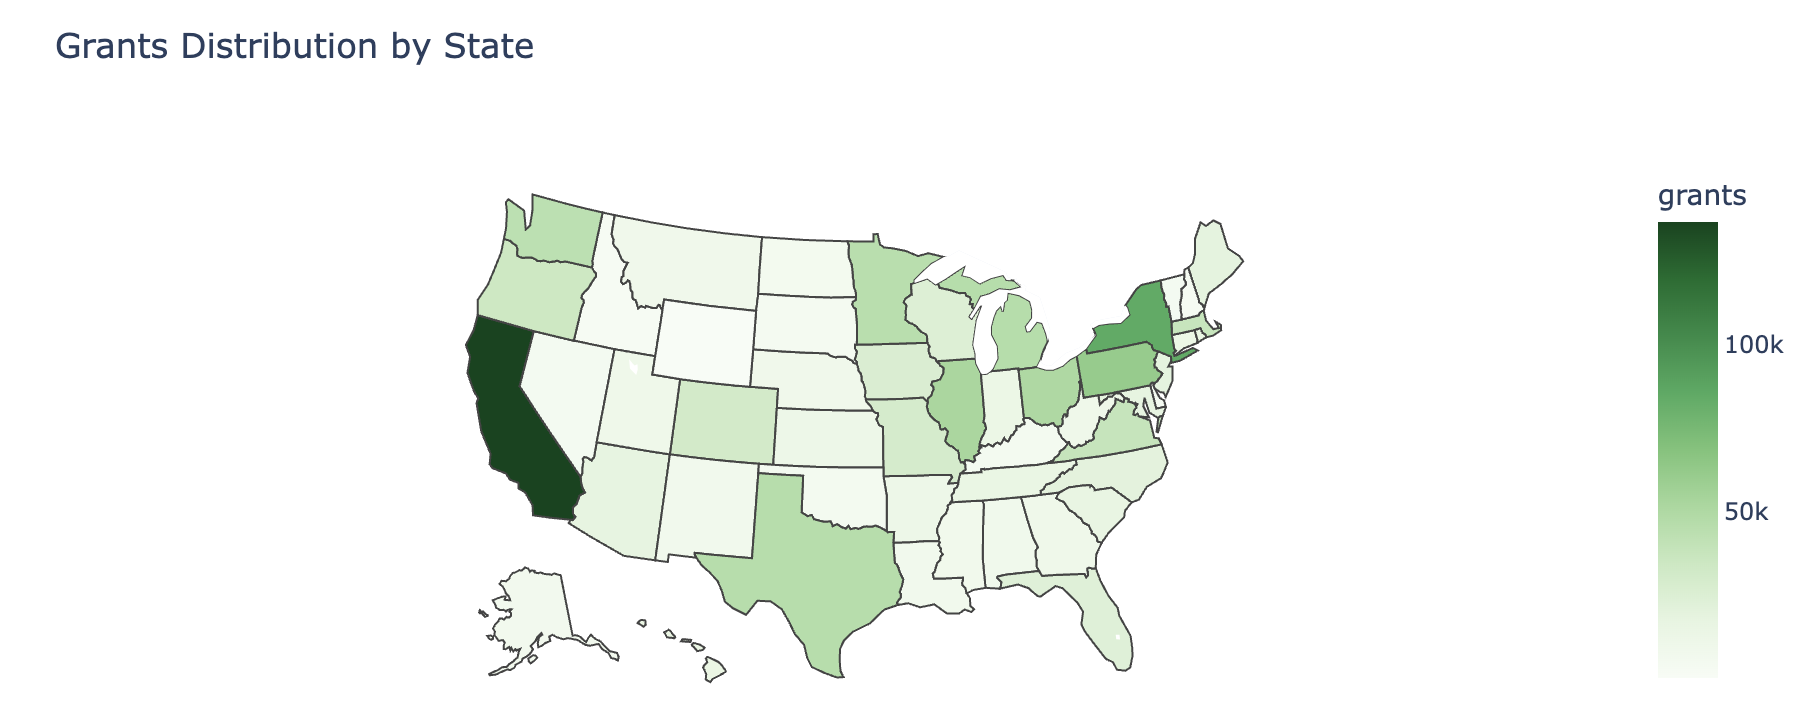 Grants Distribution by State
grants
100k
50k